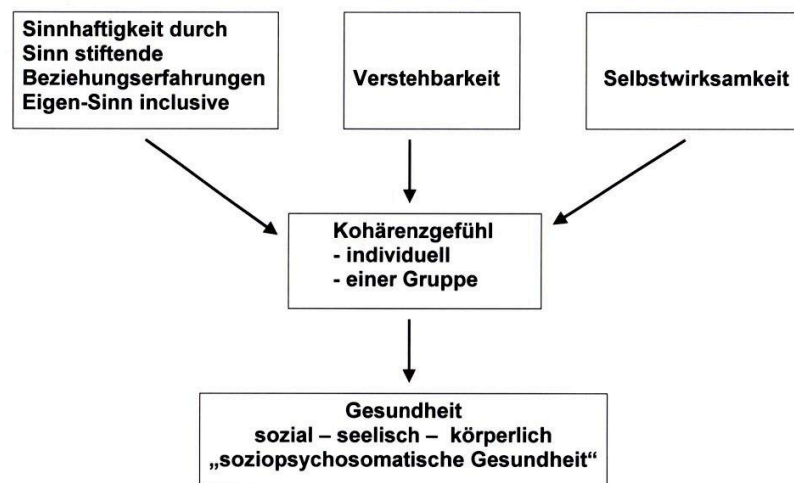 Sinnhaftigkeit durch
Sinn stiftende
Beziehungserfahrungen
Eigen-Sinn inclusive
Verstehbarkeit
Selbstwirksamkeit
Kohärenzgefühl
- individuell
- einer Gruppe
Gesundheit
sozial – seelisch – körperlich
„soziopsychosomatische Gesundheit“